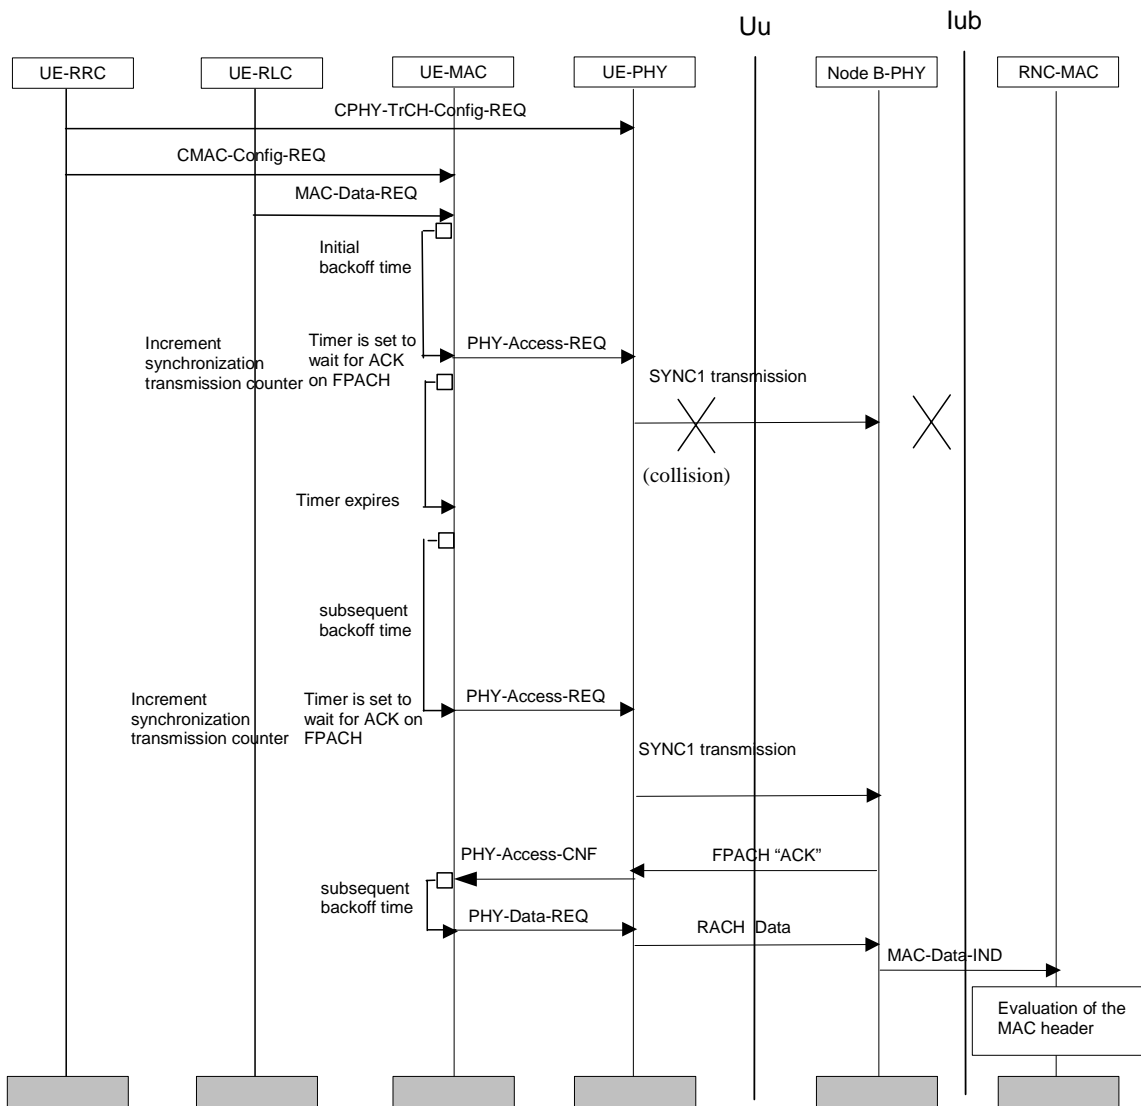 Uu
Iub
UE-RRC
UE-RLC
UE-MAC
UE-PHY
Node B-PHY
RNC-MAC
CPHY-TrCH-Config-REQ
CMAC-Config-REQ
MAC-Data-REQ
Initial
backoff time
Increment
synchronization
transmission counter
Timer is set to
wait for ACK
on FPACH
PHY-Access-REQ
SYNC1 transmission
(collision)
Timer expires
subsequent
backoff time
Increment
synchronization
transmission counter
Timer is set to
wait for ACK on
FPACH
PHY-Access-REQ
SYNC1 transmission
PHY-Access-CNF
FPACH “ACK”
subsequent
backoff time
PHY-Data-REQ
RACH Data
MAC-Data-IND
Evaluation of the
MAC header